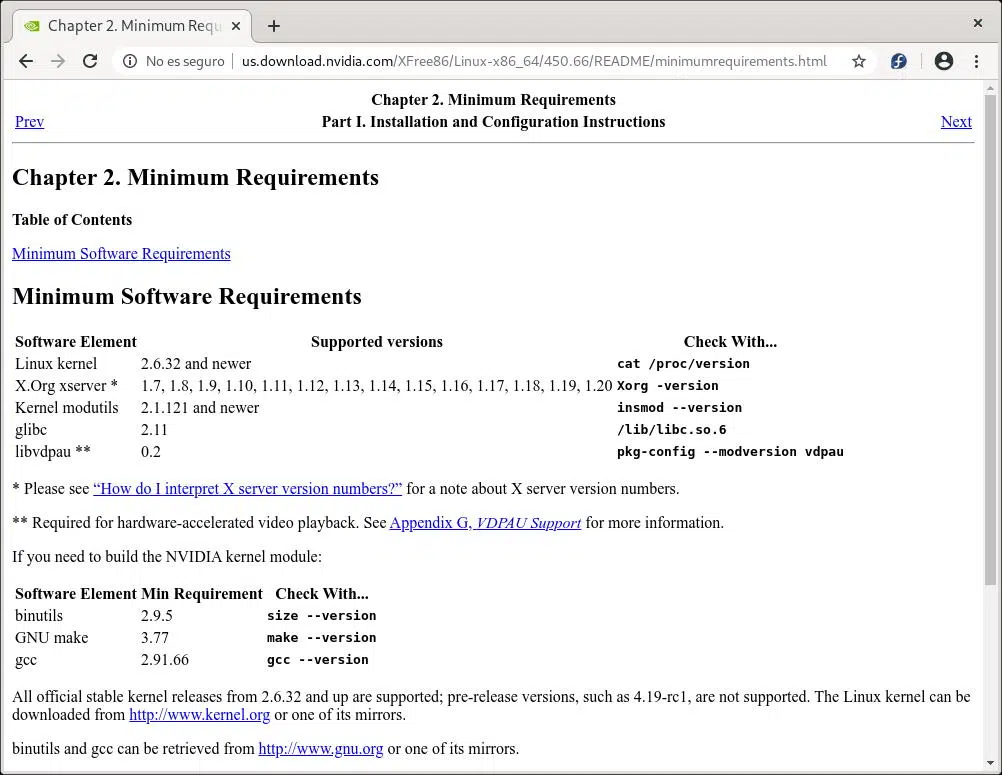 Chapter 2. Minimum Requ
No es seguro us.download.nvidia.com/XFree86/Linux-x86_64/450.66/README/minimumrequirements.html
Chapter 2. Minimum Requirements
Prev Part I. Installation and Configuration Instructions Next
Chapter 2. Minimum Requirements
Table of Contents
Minimum Software Requirements
Minimum Software Requirements
Software Element Supported versions Check With...
Linux kernel 2.6.32 and newer cat /proc/version
X.Org xserver * 1.7, 1.8, 1.9, 1.10, 1.11, 1.12, 1.13, 1.14, 1.15, 1.16, 1.17, 1.18, 1.19, 1.20 Xorg -version
Kernel modutils 2.1.121 and newer insmod --version
glibc 2.11 /lib/libc.so.6
libvdpau ** 0.2 pkg-config --modversion vdpau
* Please see “How do I interpret X server version numbers?” for a note about X server version numbers.
** Required for hardware-accelerated video playback. See Appendix G, VDPAU Support for more information.
If you need to build the NVIDIA kernel module:
Software Element Min Requirement Check With...
binutils 2.9.5 size --version
GNU make 3.77 make --version
gcc 2.91.66 gcc --version
All official stable kernel releases from 2.6.32 and up are supported; pre-release versions, such as 4.19-rc1, are not supported. The Linux kernel can be
downloaded from http://www.kernel.org or one of its mirrors.
binutils and gcc can be retrieved from http://www.gnu.org or one of its mirrors.